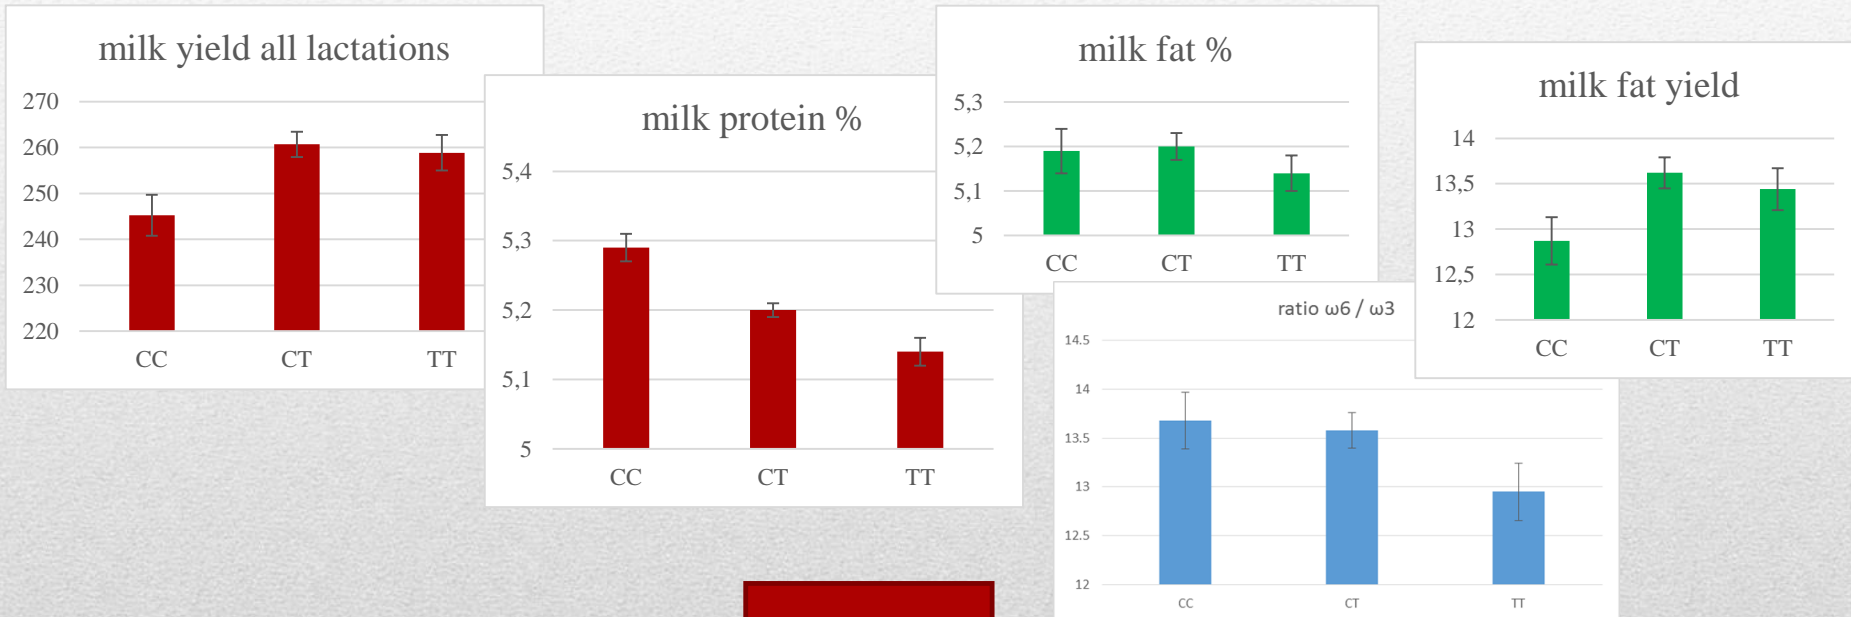 milk yield all lactations
270
260
250
240
230
220
CC CT TT
milk protein %
5,4
5,3
5,2
5,1
5
CC CT TT
milk fat %
5,3
5,2
5,1
5
CC CT TT
milk fat yield
14
13,5
13
12,5
12
CC CT TT
ratio ω6 / ω3
14.5
14
13.5
13
12.5
12
CC CT TT